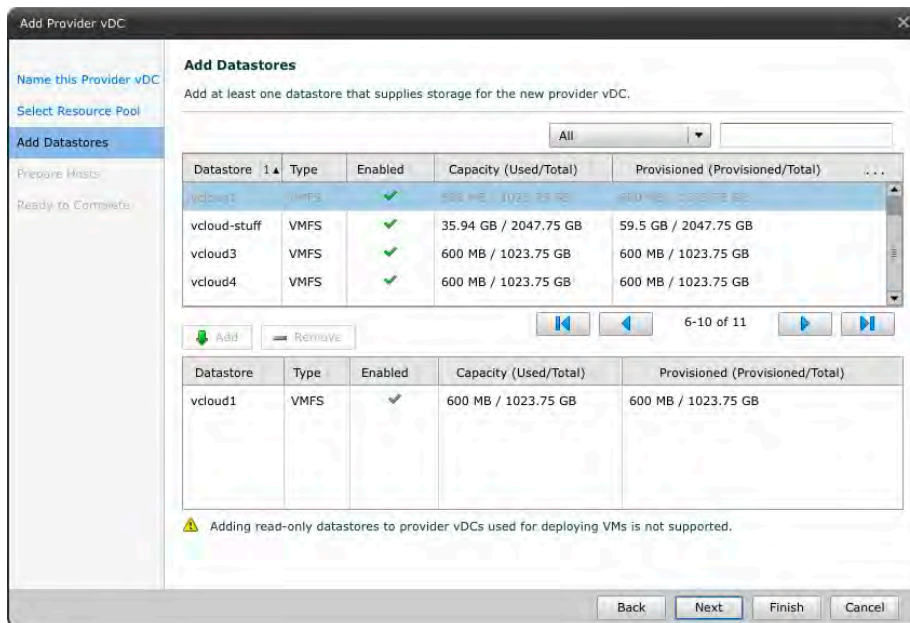 Add Provider vDC
Name this Provider vDC
Select Resource Pool
Add Datastores
Prepare Hosts
Ready to Complete
Add Datastores
Add at least one datastore that supplies storage for the new provider vDC.
All
Datastore 1 Type Enabled Capacity (Used/Total) Provisioned (Provisioned/Total) ...
vcloud1 VMFS
vcloud-stuff VMFS 35.94 GB / 2047.75 GB 59.5 GB / 2047.75 GB
vcloud3 VMFS 600 MB / 1023.75 GB 600 MB / 1023.75 GB
vcloud4 VMFS 600 MB / 1023.75 GB 600 MB / 1023.75 GB
6-10 of 11
Add Remove
Datastore Type Enabled Capacity (Used/Total) Provisioned (Provisioned/Total)
vcloud1 VMFS 600 MB / 1023.75 GB 600 MB / 1023.75 GB
Adding read-only datastores to provider vDCs used for deploying VMs is not supported.
Back Next Finish Cancel